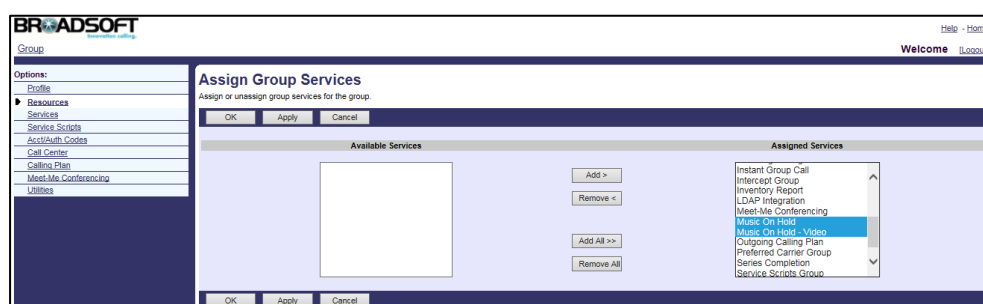 BROADSOFT
innovation calling.
Help - Hom
Group
Welcome [Logou
Options:
Profile
Resources
Services
Service Scripts
Acct/Auth Codes
Call Center
Calling Plan
Meet-Me Conferencing
Utilities
Assign Group Services
Assign or unassign group services for the group.
OK Apply Cancel
Available Services Assigned Services
Add >
Remove <
Add All >>
Remove All
Instant Group Call
Intercept Group
Inventory Report
LDAP Integration
Meet-Me Conferencing
Music On Hold
Music On Hold - Video
Outgoing Calling Plan
Preferred Carrier Group
Series Completion
Service Scripts Group
OK Apply Cancel